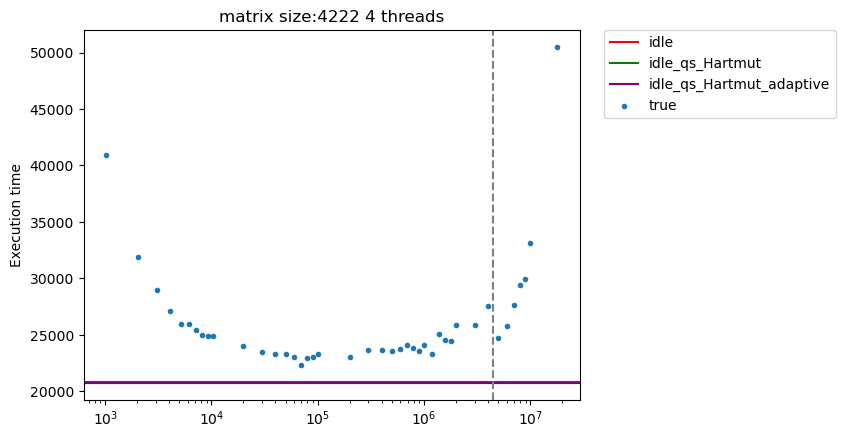 matrix size:4222 4 threads
Execution time
50000
45000
40000
35000
30000
25000
20000
10³
10⁴
10⁵
10⁶
10⁷
idle
idle_qs_Hartmut
idle_qs_Hartmut_adaptive
true